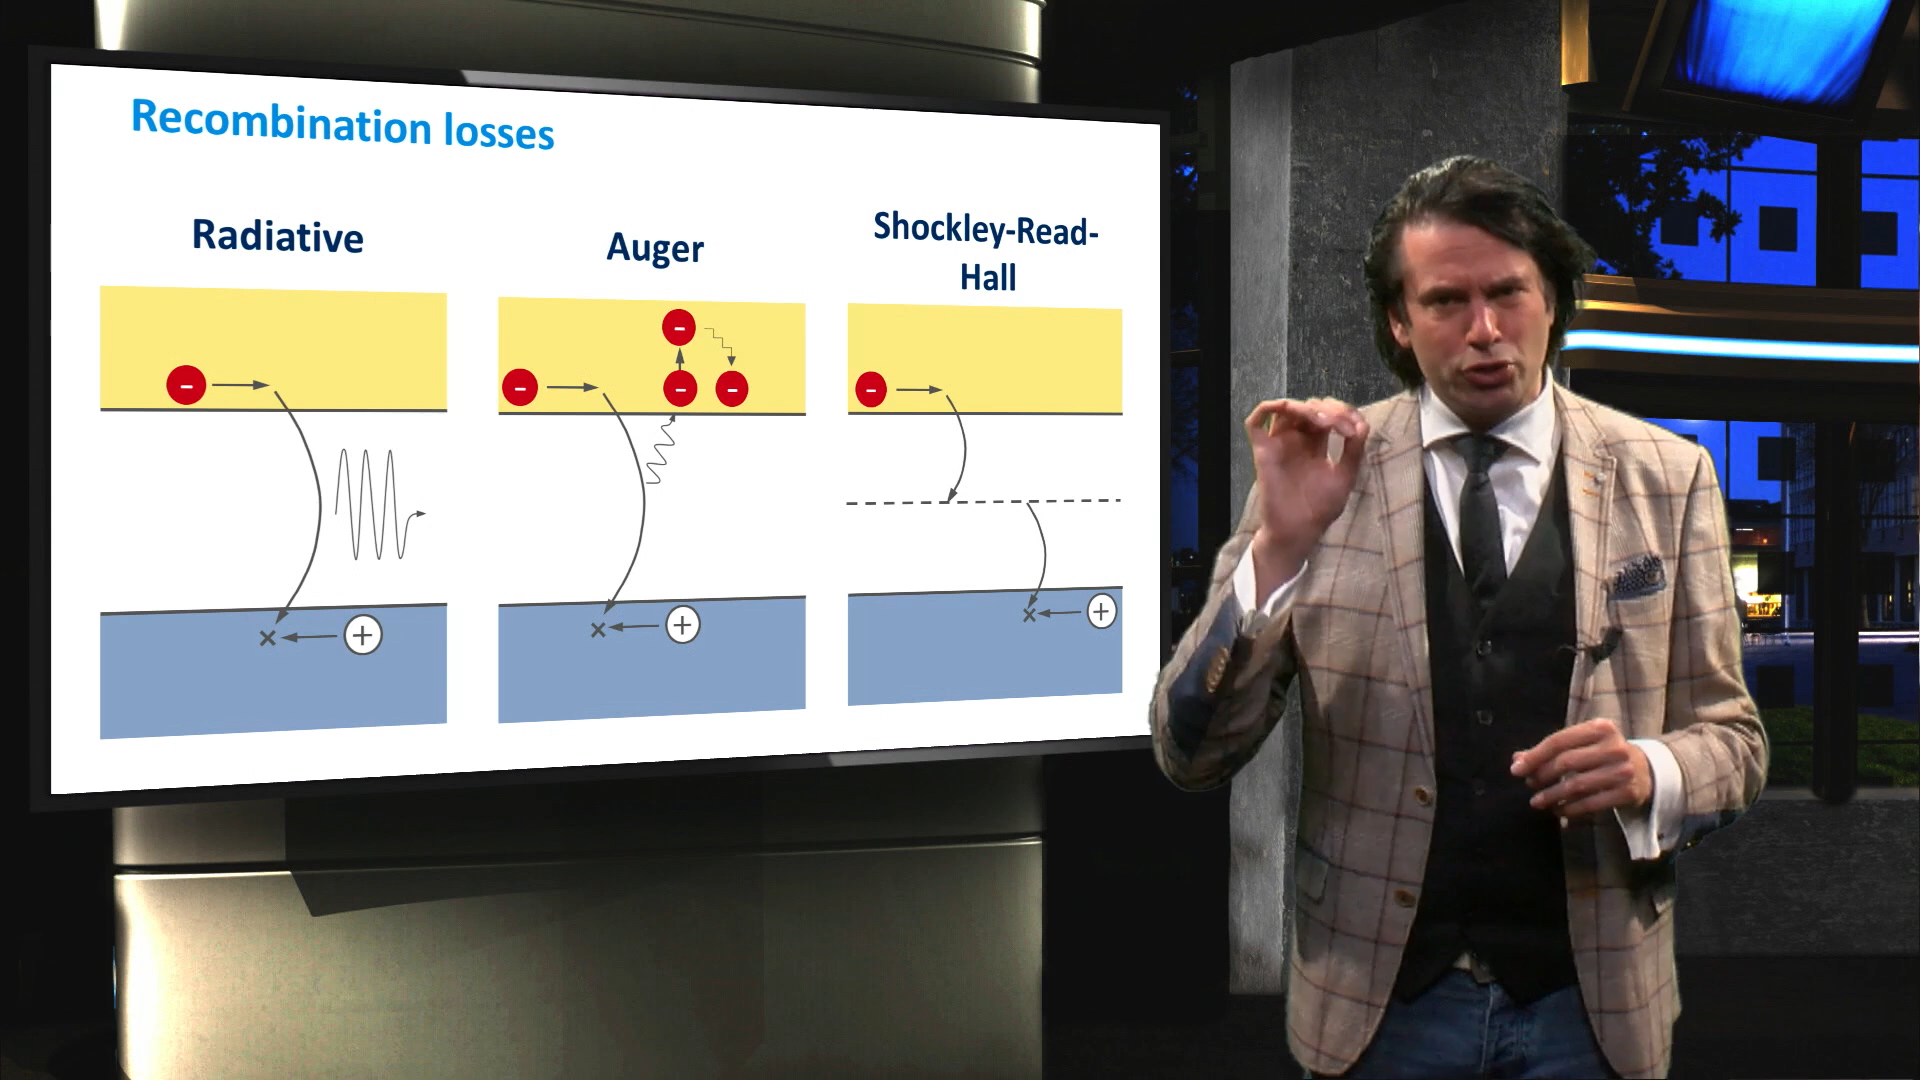 Recombination losses
Radiative
Auger
Shockley-Read-
Hall
- 
-
-
-
-
-
+
+
+